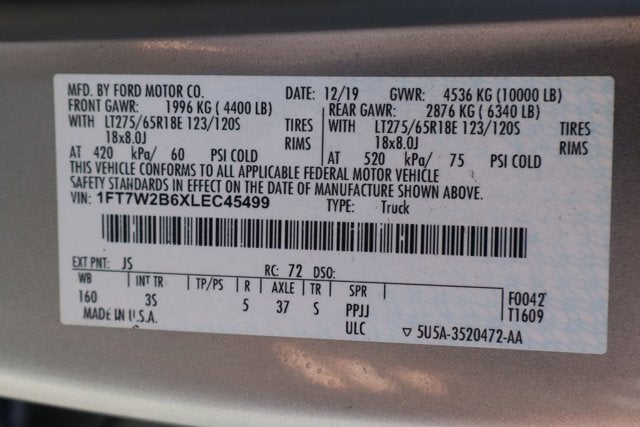 MFD. BY FORD MOTOR CO. DATE: 12/19 GVWR: 4536 KG (10000 LB)
FRONT GAWR: 1996 KG ( 4400 LB) REAR GAWR: 2876 KG ( 6340 LB)
WITH LT275/65R18E 123/120S TIRES WITH LT275/65R18E 123/120S TIRES
18x8.0J RIMS 18x8.0J RIMS
AT 420 kPa/ 60 PSI COLD AT 520 kPa/ 75 PSI COLD
THIS VEHICLE CONFORMS TO ALL APPLICABLE FEDERAL MOTOR VEHICLE
SAFETY STANDARDS IN EFFECT ON THE DATE OF MANUFACTURE SHOWN ABOVE.
VIN: 1FT7W2B6XLEC45499 TYPE: Truck
EXT PNT: JS RC: 72 DSO:
WB INT TR TP/PS R AXLE TR SPR
160 3S 5 37 S PPJJ F0042
MADE IN U.S.A. ULC T1609
▽ 5U5A-3520472-AA